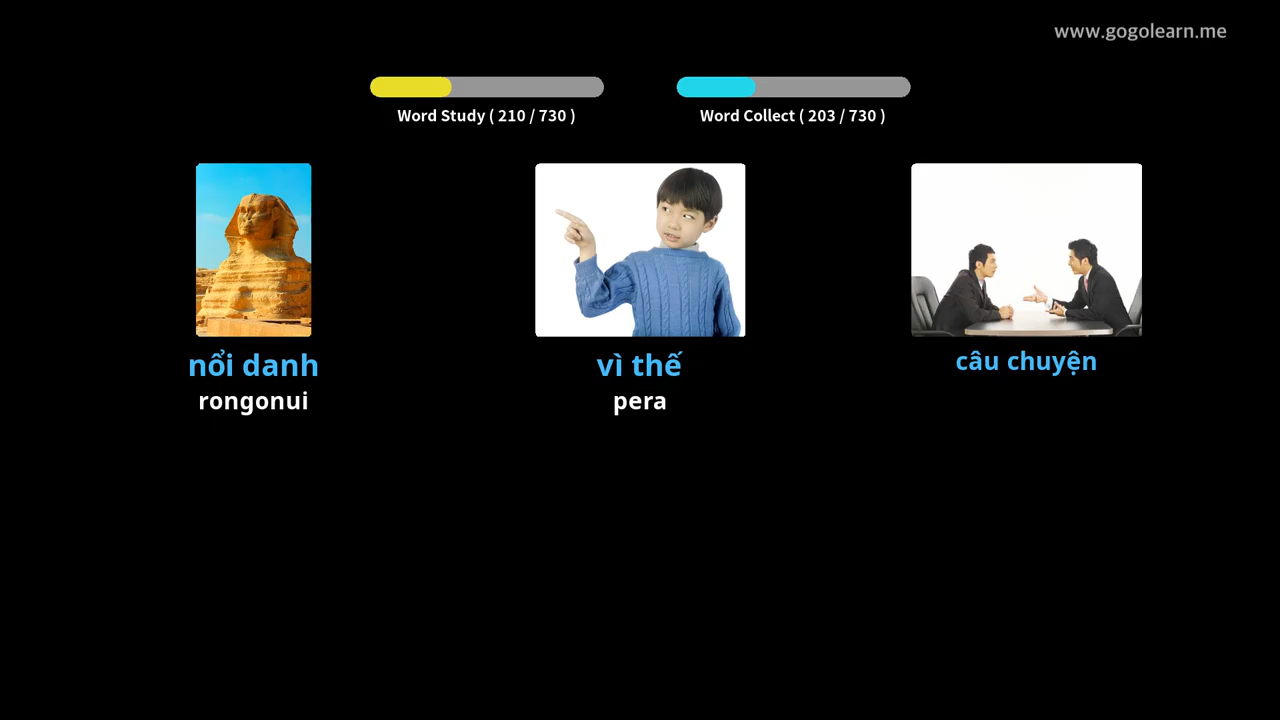 www.gogolearn.me
Word Study ( 210 / 730 )
Word Collect ( 203 / 730 )
nổi danh
rongonui
vì thế
pera
câu chuyện